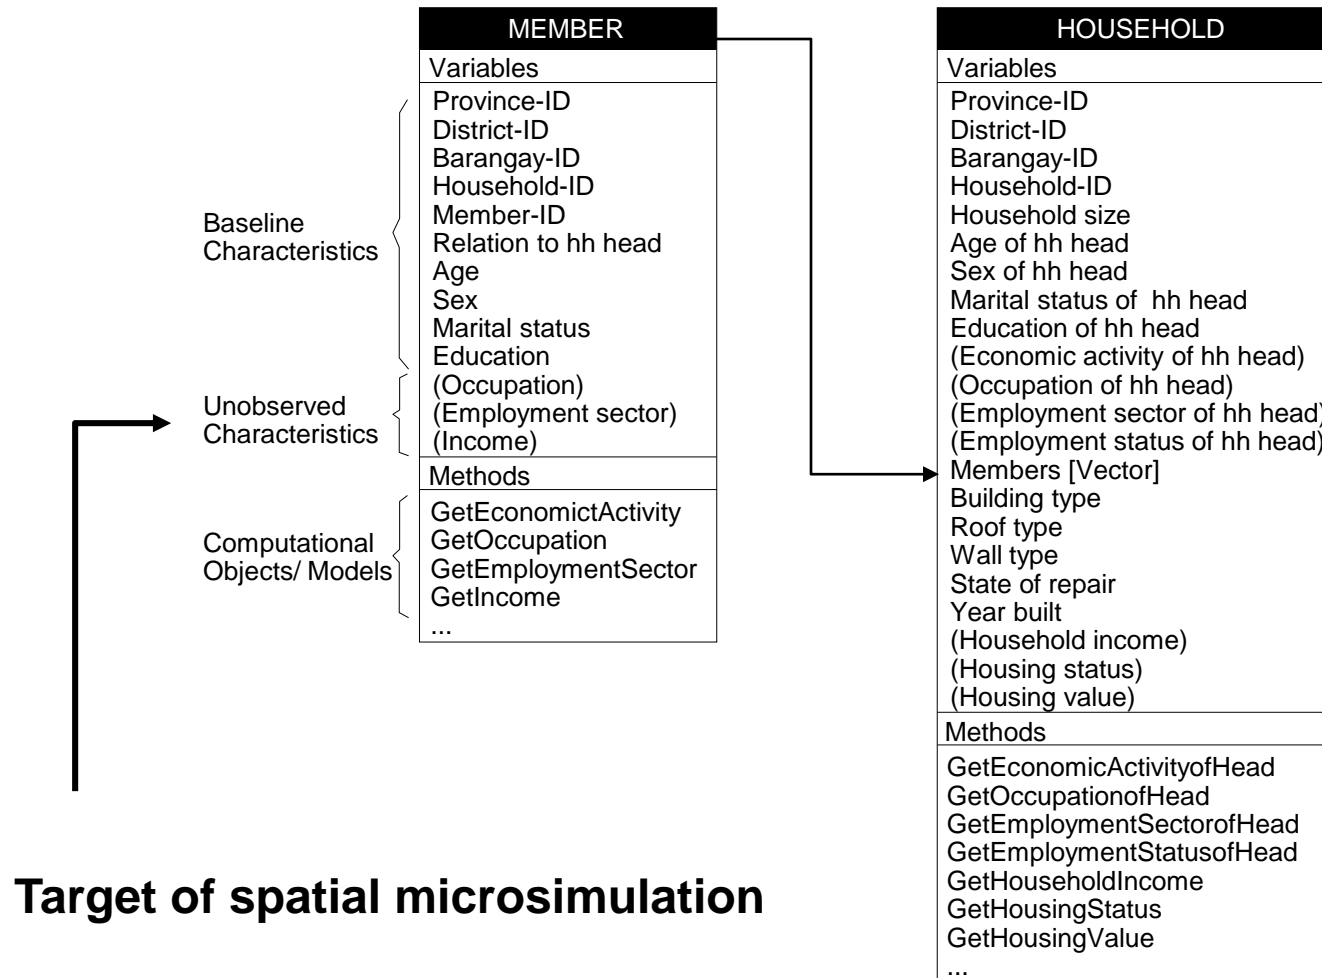 MEMBER
Variables
Province-ID
District-ID
Barangay-ID
Household-ID
Member-ID
Relation to hh head
Age
Sex
Marital status
Education
(Occupation)
(Employment sector)
(Income)
Methods
GetEconomictActivity
GetOccupation
GetEmploymentSector
GetIncome
...
Baseline
Characteristics
Unobserved
Characteristics
Computational
Objects/ Models
HOUSEHOLD
Variables
Province-ID
District-ID
Barangay-ID
Household-ID
Household size
Age of hh head
Sex of hh head
Marital status of  hh head
Education of hh head
(Economic activity of hh head)
(Occupation of hh head)
(Employment sector of hh head)
(Employment status of hh head)
Members [Vector]
Building type
Roof type
Wall type
State of repair
Year built
(Household income)
(Housing status)
(Housing value)
Methods
GetEconomicActivityofHead
GetOccupationofHead
GetEmploymentSectorofHead
GetEmploymentStatusofHead
GetHouseholdIncome
GetHousingStatus
GetHousingValue
...
Target of spatial microsimulation